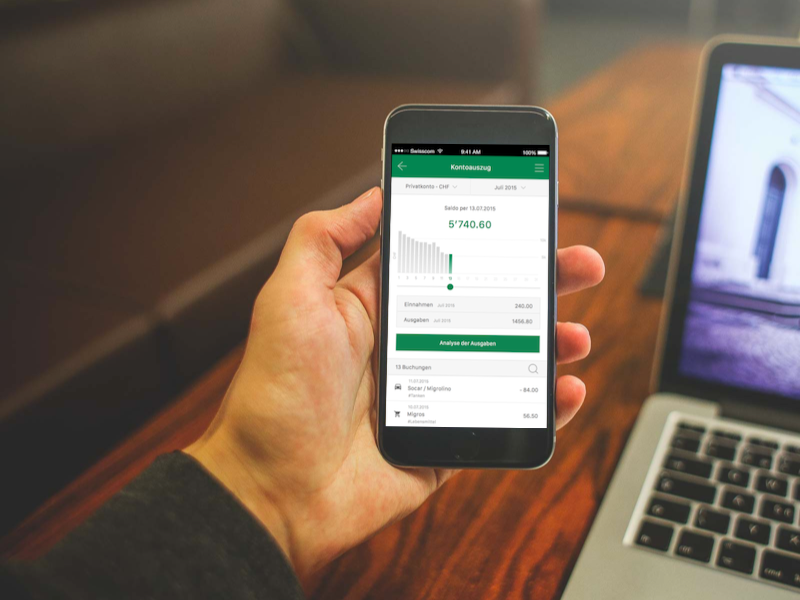 Swisscom 9:41 AM 100%
Kontoauszug
Privatkonto - CHF Juli 2015
Saldo per 13.07.2015
5'740.60
Einnahmen Juli 2015 240.00
Ausgaben Juli 2015 1456.80
Analyse der Ausgaben
13 Buchungen
11.07.2015
Socar / Migrolino - 84.00
#Tanken
10.07.2015
Migros 56.50
#Lebensmittel